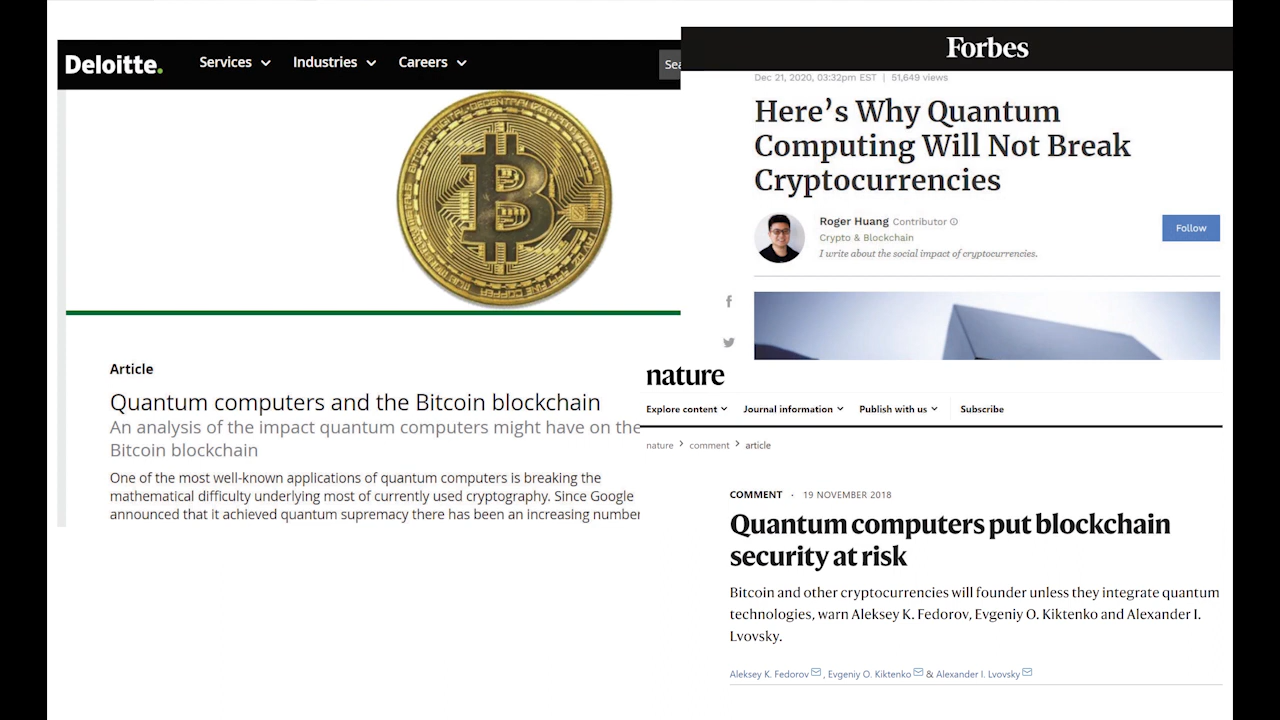 Deloitte.
Services
Industries
Careers
Sea
Article
Quantum computers and the Bitcoin blockchain
An analysis of the impact quantum computers might have on the
Bitcoin blockchain
One of the most well-known applications of quantum computers is breaking the
mathematical difficulty underlying most of currently used cryptography. Since Google
announced that it achieved quantum supremacy there has been an increasing number
Forbes
Dec 21, 2020, 03:32pm EST | 51,649 views
Here’s Why Quantum
Computing Will Not Break
Cryptocurrencies
Roger Huang Contributor
Crypto & Blockchain
I write about the social impact of cryptocurrencies.
Follow
nature
Explore content
Journal information
Publish with us
Subscribe
nature > comment > article
COMMENT · 19 NOVEMBER 2018
Quantum computers put blockchain
security at risk
Bitcoin and other cryptocurrencies will founder unless they integrate quantum
technologies, warn Aleksey K. Fedorov, Evgeniy O. Kiktenko and Alexander I.
Lvovsky.
Aleksey K. Fedorov, Evgeniy O. Kiktenko & Alexander I. Lvovsky